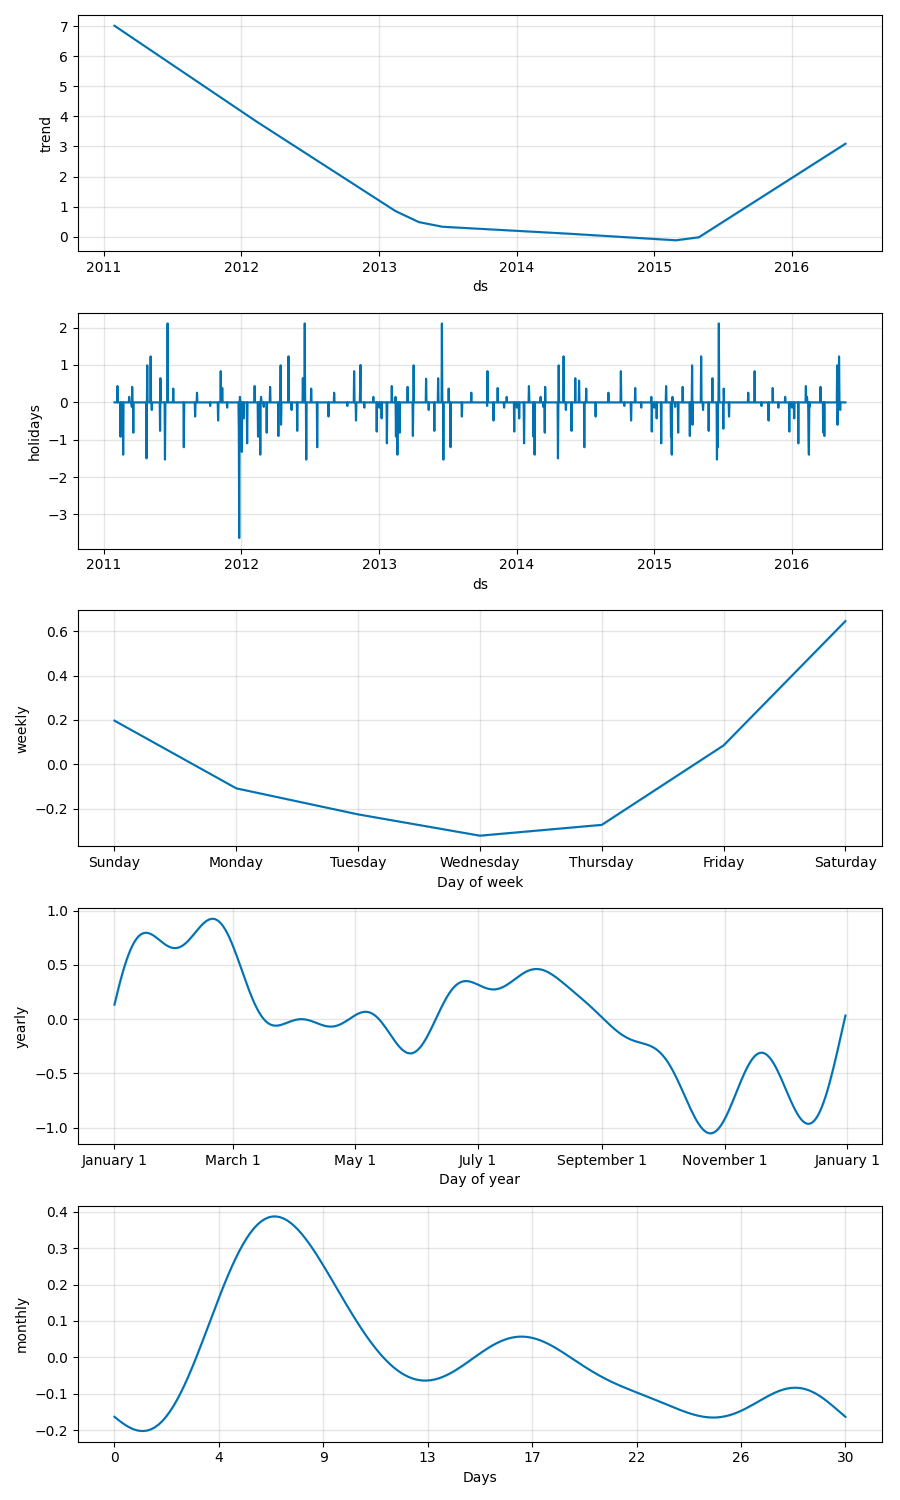 7
6
5
4
3
2
1
0
trend
2011 2012 2013 2014 2015 2016
ds
2
1
0
−1
−2
−3
holidays
2011 2012 2013 2014 2015 2016
ds
0.6
0.4
0.2
0.0
−0.2
weekly
Sunday Monday Tuesday Wednesday Thursday Friday Saturday
Day of week
1.0
0.5
0.0
−0.5
−1.0
yearly
January 1 March 1 May 1 July 1 September 1 November 1 January 1
Day of year
0.4
0.3
0.2
0.1
0.0
−0.1
−0.2
monthly
0 4 9 13 17 22 26 30
Days